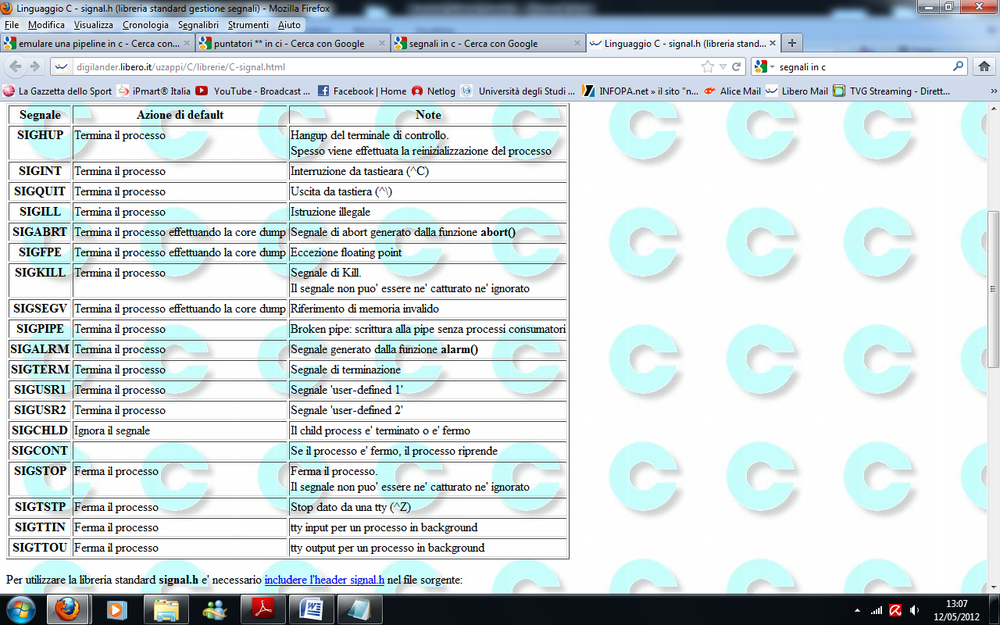 Linguaggio C - signal.h (libreria standard gestione segnali) - Mozilla Firefox
File Modifica Visualizza Cronologia Segnalibri Strumenti Aiuto
emulare una pipeline in c - Cerca con... puntatori ** in ci - Cerca con Google segnali in c - Cerca con Google Linguaggio C - signal.h (libreria stand...
digilander.libero.it/uzappi/C/librerie/C-signal.html segnali in c
La Gazzetta dello Sport iPmart® Italia YouTube - Broadcast ... Facebook | Home Netlog Università degli Studi ... INFOPA.net » il sito "n... Alice Mail Libero Mail TVG Streaming - Dirett... »
Segnale Azione di default Note
SIGHUP Termina il processo Hangup del terminale di controllo.
Spesso viene effettuata la reinizializzazione del processo
SIGINT Termina il processo Interruzione da tastieara (^C)
SIGQUIT Termina il processo Uscita da tastiera (^\)
SIGILL Termina il processo Istruzione illegale
SIGABRT Termina il processo effettuando la core dump Segnale di abort generato dalla funzione abort()
SIGFPE Termina il processo effettuando la core dump Eccezione floating point
SIGKILL Termina il processo Segnale di Kill.
Il segnale non puo' essere ne' catturato ne' ignorato
SIGSEGV Termina il processo effettuando la core dump Riferimento di memoria invalido
SIGPIPE Termina il processo Broken pipe: scrittura alla pipe senza processi consumatori
SIGALRM Termina il processo Segnale generato dalla funzione alarm()
SIGTERM Termina il processo Segnale di terminazione
SIGUSR1 Termina il processo Segnale 'user-defined 1'
SIGUSR2 Termina il processo Segnale 'user-defined 2'
SIGCHLD Ignora il segnale Il child process e' terminato o e' fermo
SIGCONT Se il processo e' fermo, il processo riprende
SIGSTOP Ferma il processo Ferma il processo.
Il segnale non puo' essere ne' catturato ne' ignorato
SIGTSTP Ferma il processo Stop dato da una tty (^Z)
SIGTTIN Ferma il processo tty input per un processo in background
SIGTTOU Ferma il processo tty output per un processo in background
Per utilizzare la libreria standard signal.h e' necessario includere l'header signal.h nel file sorgente:
13:07
12/05/2012